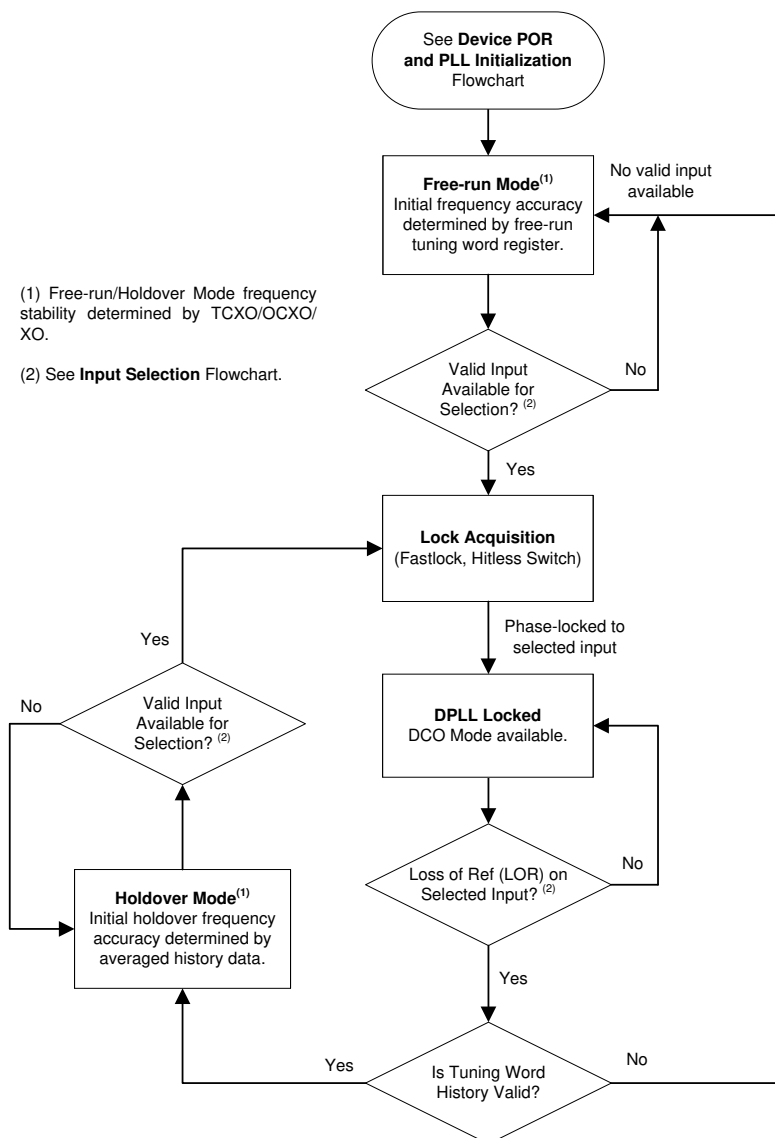 See Device POR
and PLL Initialization
Flowchart
No valid input
available
Free-run Mode(1)
Initial frequency accuracy
determined by free-run
tuning word register.
(1) Free-run/Holdover Mode frequency
stability determined by TCXO/OCXO/
XO.
(2) See Input Selection Flowchart.
Valid Input
Available for
Selection? (2)
No
Yes
Lock Acquisition
(Fastlock, Hitless Switch)
Phase-locked to
selected input
Yes
No
Valid Input
Available for
Selection? (2)
DPLL Locked
DCO Mode available.
Loss of Ref (LOR) on
Selected Input? (2)
No
Holdover Mode(1)
Initial holdover frequency
accuracy determined by
averaged history data.
Yes
Yes
Is Tuning Word
History Valid?
No